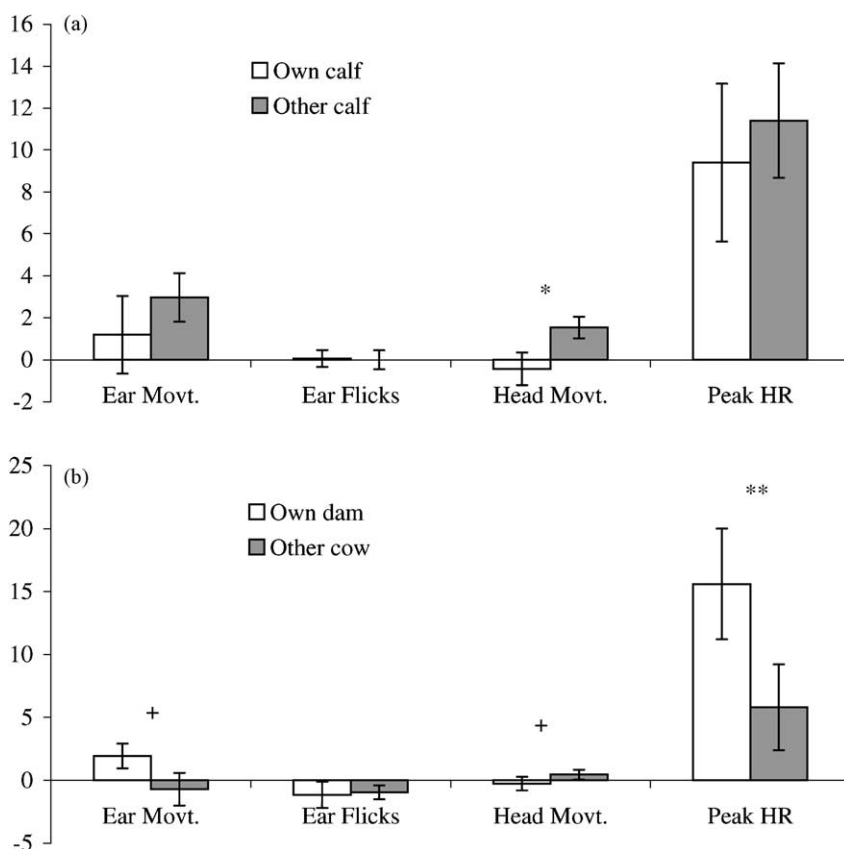 (a)
16
14
12
10
8
6
4
2
0
-2
Own calf
Other calf
*
Ear Movt. Ear Flicks Head Movt. Peak HR
(b)
25
20
15
10
5
0
-5
Own dam
Other cow
**
+ +
Ear Movt. Ear Flicks Head Movt. Peak HR